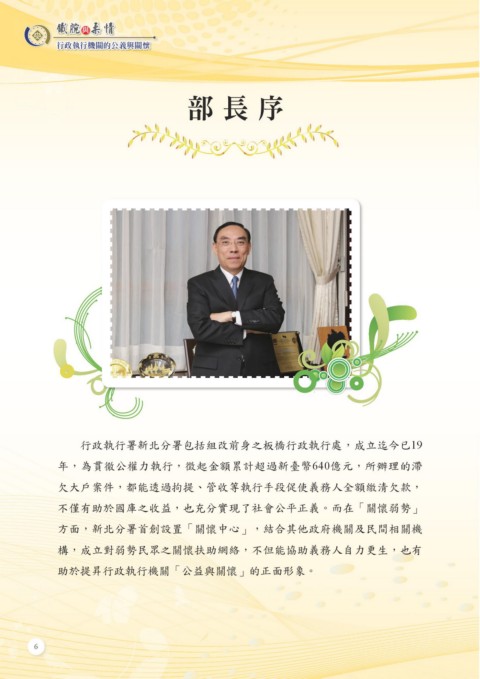 鐵腕與柔情
行政執行機關的公義與關懷
部長序
行政執行署新北分署包括組改前身之板橋行政執行處，成立迄今已19
年，為貫徹公權力執行，徵起金額累計超過新臺幣640億元，所辦理的滯
欠大戶案件，都能透過拘提、管收等執行手段促使義務人全額繳清欠款，
不僅有助於國庫之收益，也充分實現了社會公平正義。而在「關懷弱勢」
方面，新北分署首創設置「關懷中心」，結合其他政府機關及民間相關機
構，成立對弱勢民眾之關懷扶助網絡，不但能協助義務人自力更生，也有
助於提昇行政執行機關「公益與關懷」的正面形象。
6